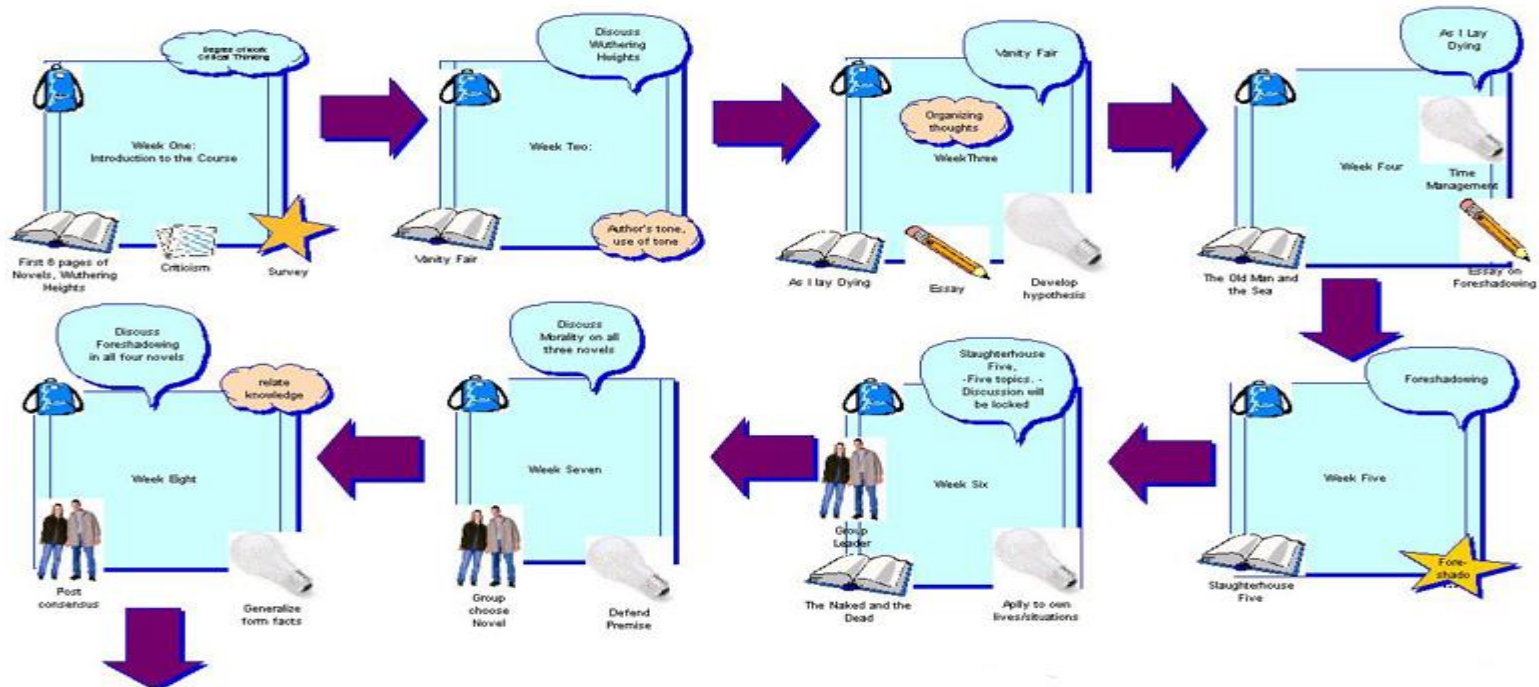 Degree of work
Critical Thinking
Week One:
Introduction to the Course
First 6 pages of
Novels, Wuthering
Heights
Criticism
Survey
Discuss
Wuthering
Heights
Week Two:
Vanity Fair
Author's tone,
use of tone
Vanity Fair
Organizing
thoughts
WeekThree
As I lay Dying
Essay
Develop
hypothesis
As I Lay
Dying
Week Four
Time
Management
The Old Man and
the Sea
Essay on
Foreshadowing
Foreshadowing
Week Five
Slaughterhouse
Five
Fore-
shado
Slaughterhouse
Five,
-Five topics. -
Discussion will
be locked
Week Six
Group
Leader
The Naked and the
Dead
Aplly to own
lives/situations
Discuss
Morality on all
three novels
Week Seven
Group
choose
Novel
Defend
Premise
Discuss
Foreshadowing
in all four novels
relate
knowledge
Week Eight
Post
consensus
Generalize
form facts